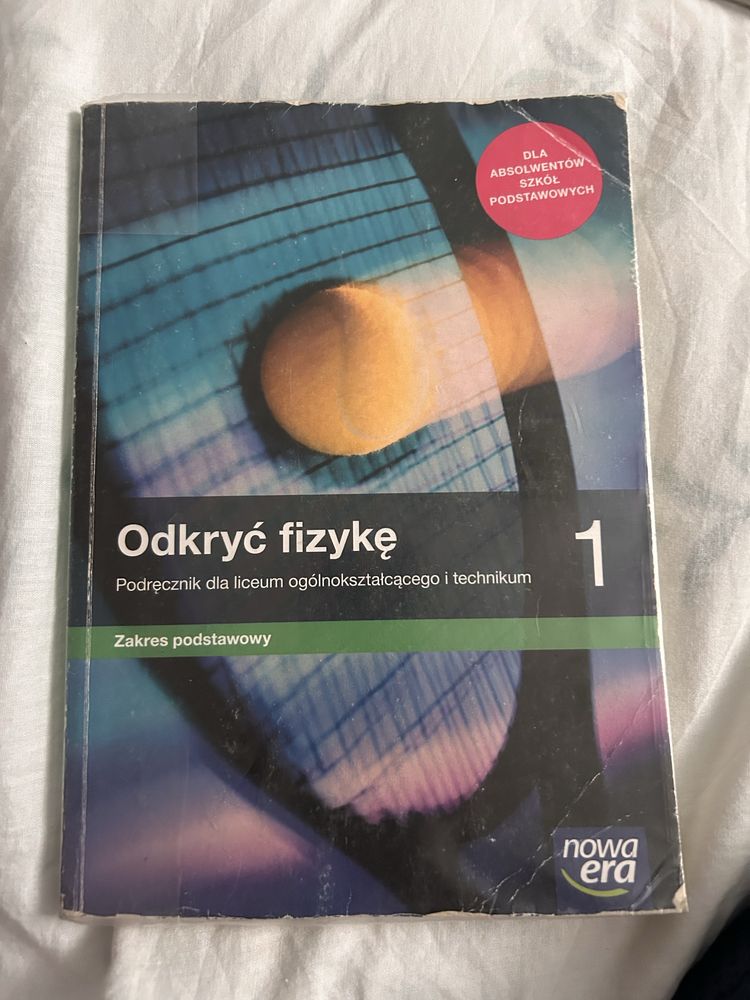 DLA
ABSOLWENTÓW
SZKÓŁ
PODSTAWOWYCH
Odkryć fizykę 1
Podręcznik dla liceum ogólnokształcącego i technikum
Zakres podstawowy
nowa
era